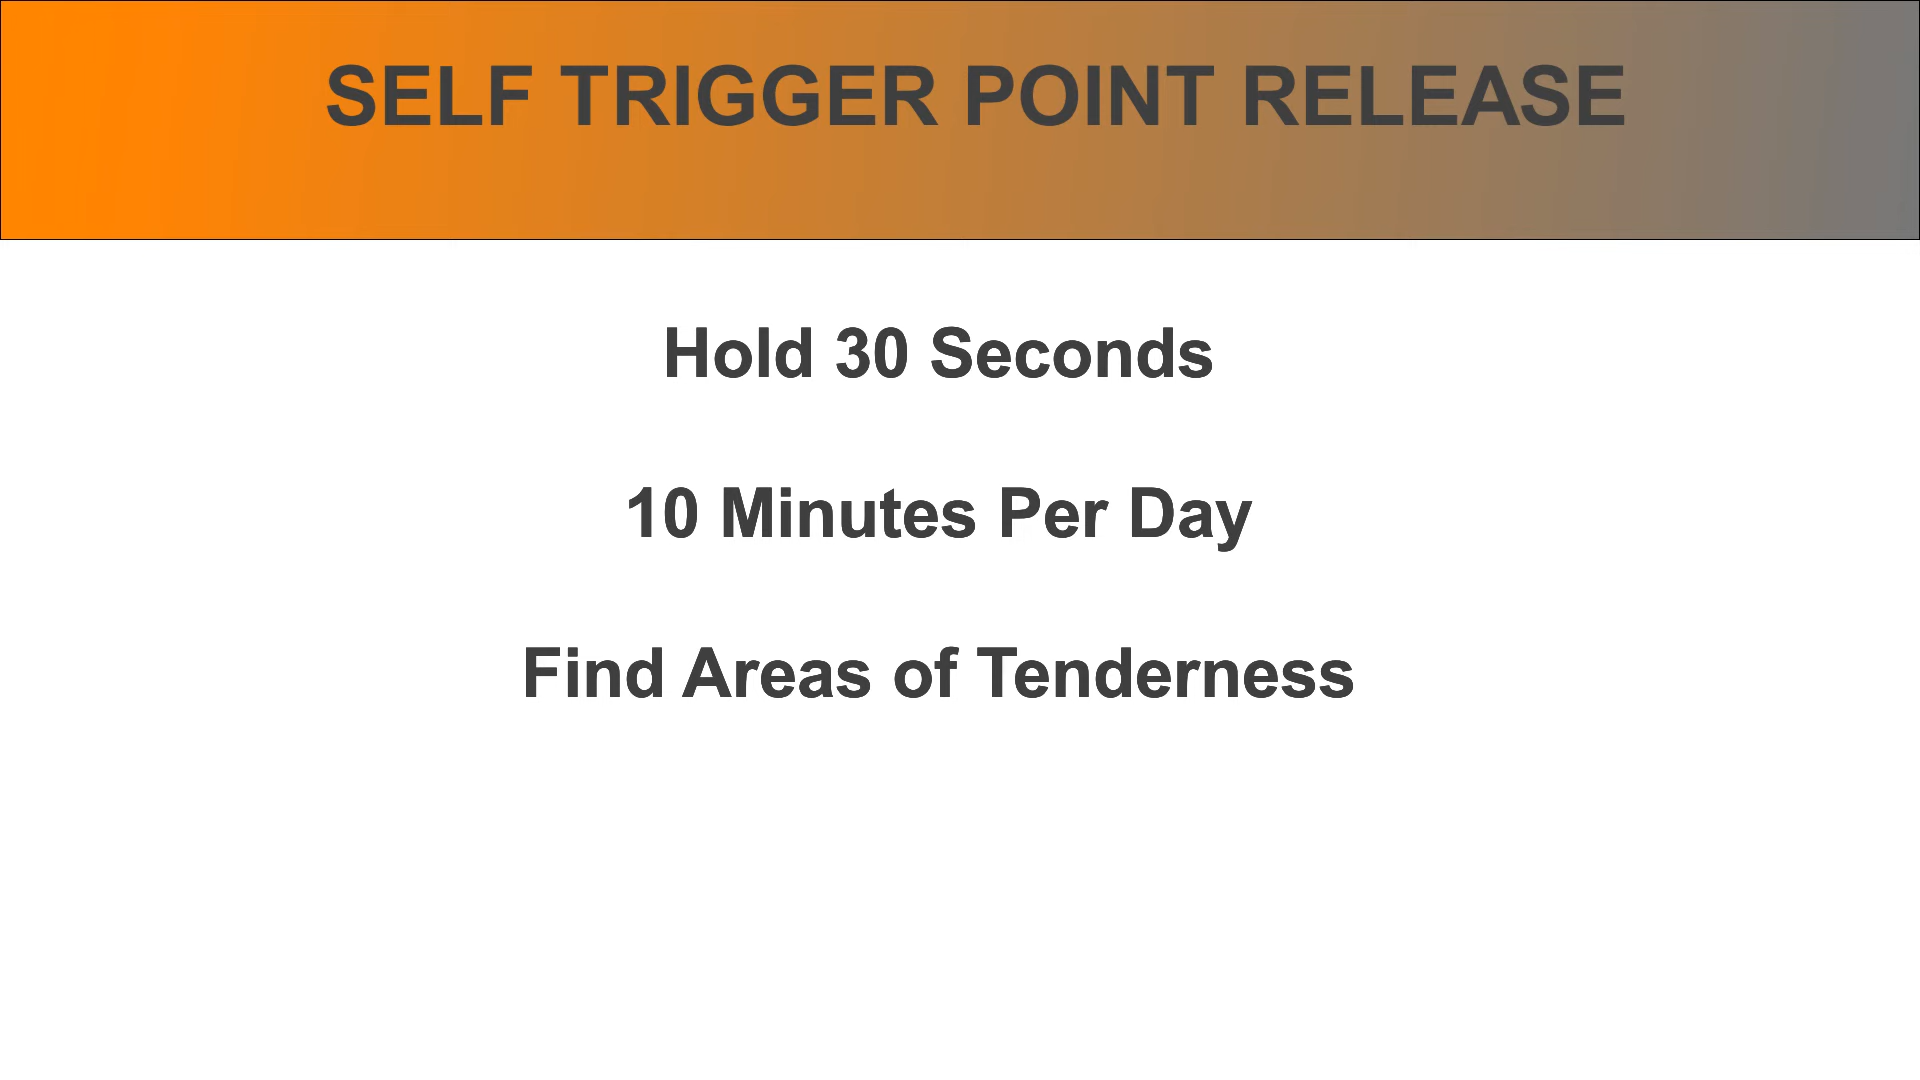 SELF TRIGGER POINT RELEASE
Hold 30 Seconds
10 Minutes Per Day
Find Areas of Tenderness